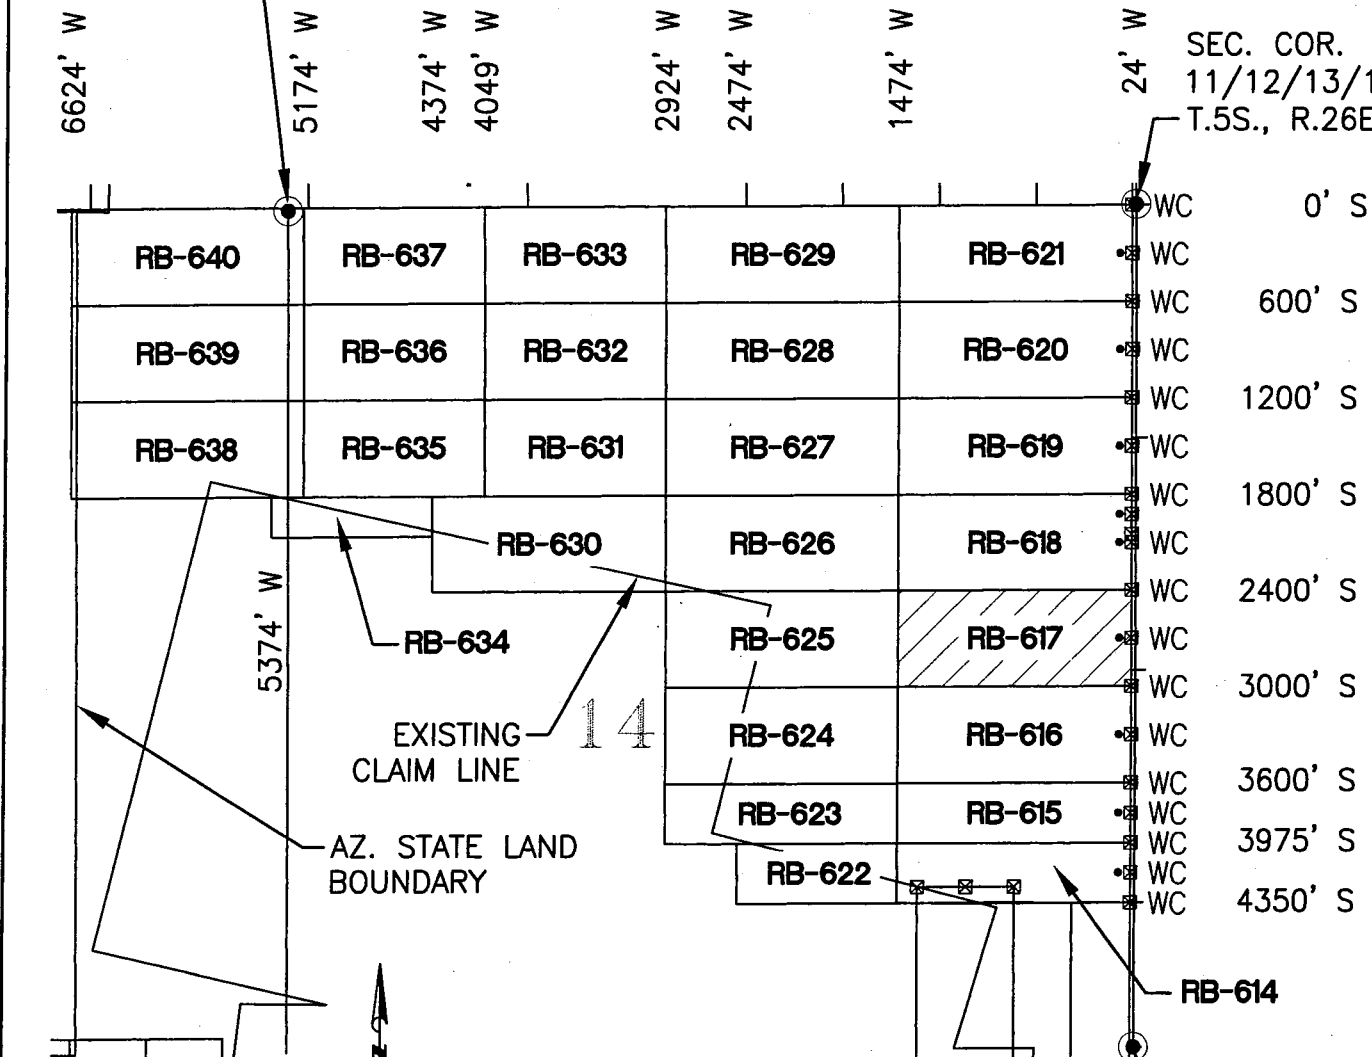 6624' W
5174' W
4374' W
4049' W
2924' W
2474' W
1474' W
24' W
SEC. COR.
11/12/13/1
T.5S., R.26E
WC 0' S
RB-640 RB-637 RB-633 RB-629 RB-621 WC
WC 600' S
RB-639 RB-636 RB-632 RB-628 RB-620 WC
WC 1200' S
RB-638 RB-635 RB-631 RB-627 RB-619 WC
WC 1800' S
RB-630 RB-626 RB-618 WC
WC 2400' S
5374' W
RB-634 RB-625 RB-617 WC
WC 3000' S
EXISTING
CLAIM LINE
14
RB-624 RB-616 WC
WC 3600' S
RB-623 RB-615 WC
WC 3975' S
AZ. STATE LAND
BOUNDARY
RB-622 WC
WC 4350' S
RB-614